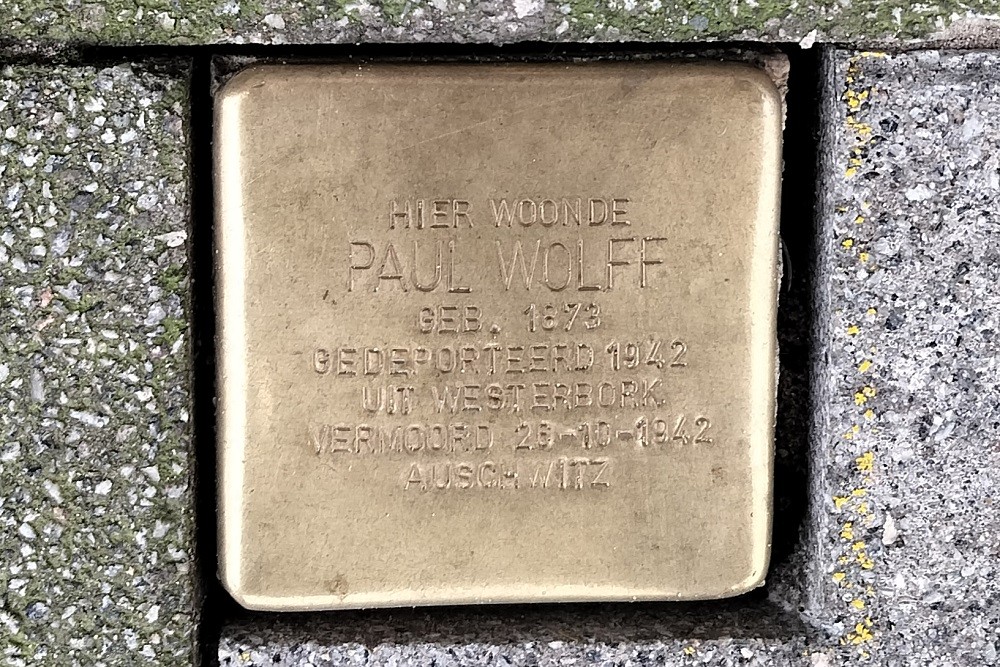 HIER WOONDE
PAUL WOLFF
GEB. 1873
GEDEPORTEERD 1942
UIT WESTERBORK
VERMOORD 26-10-1942
AUSCHWITZ